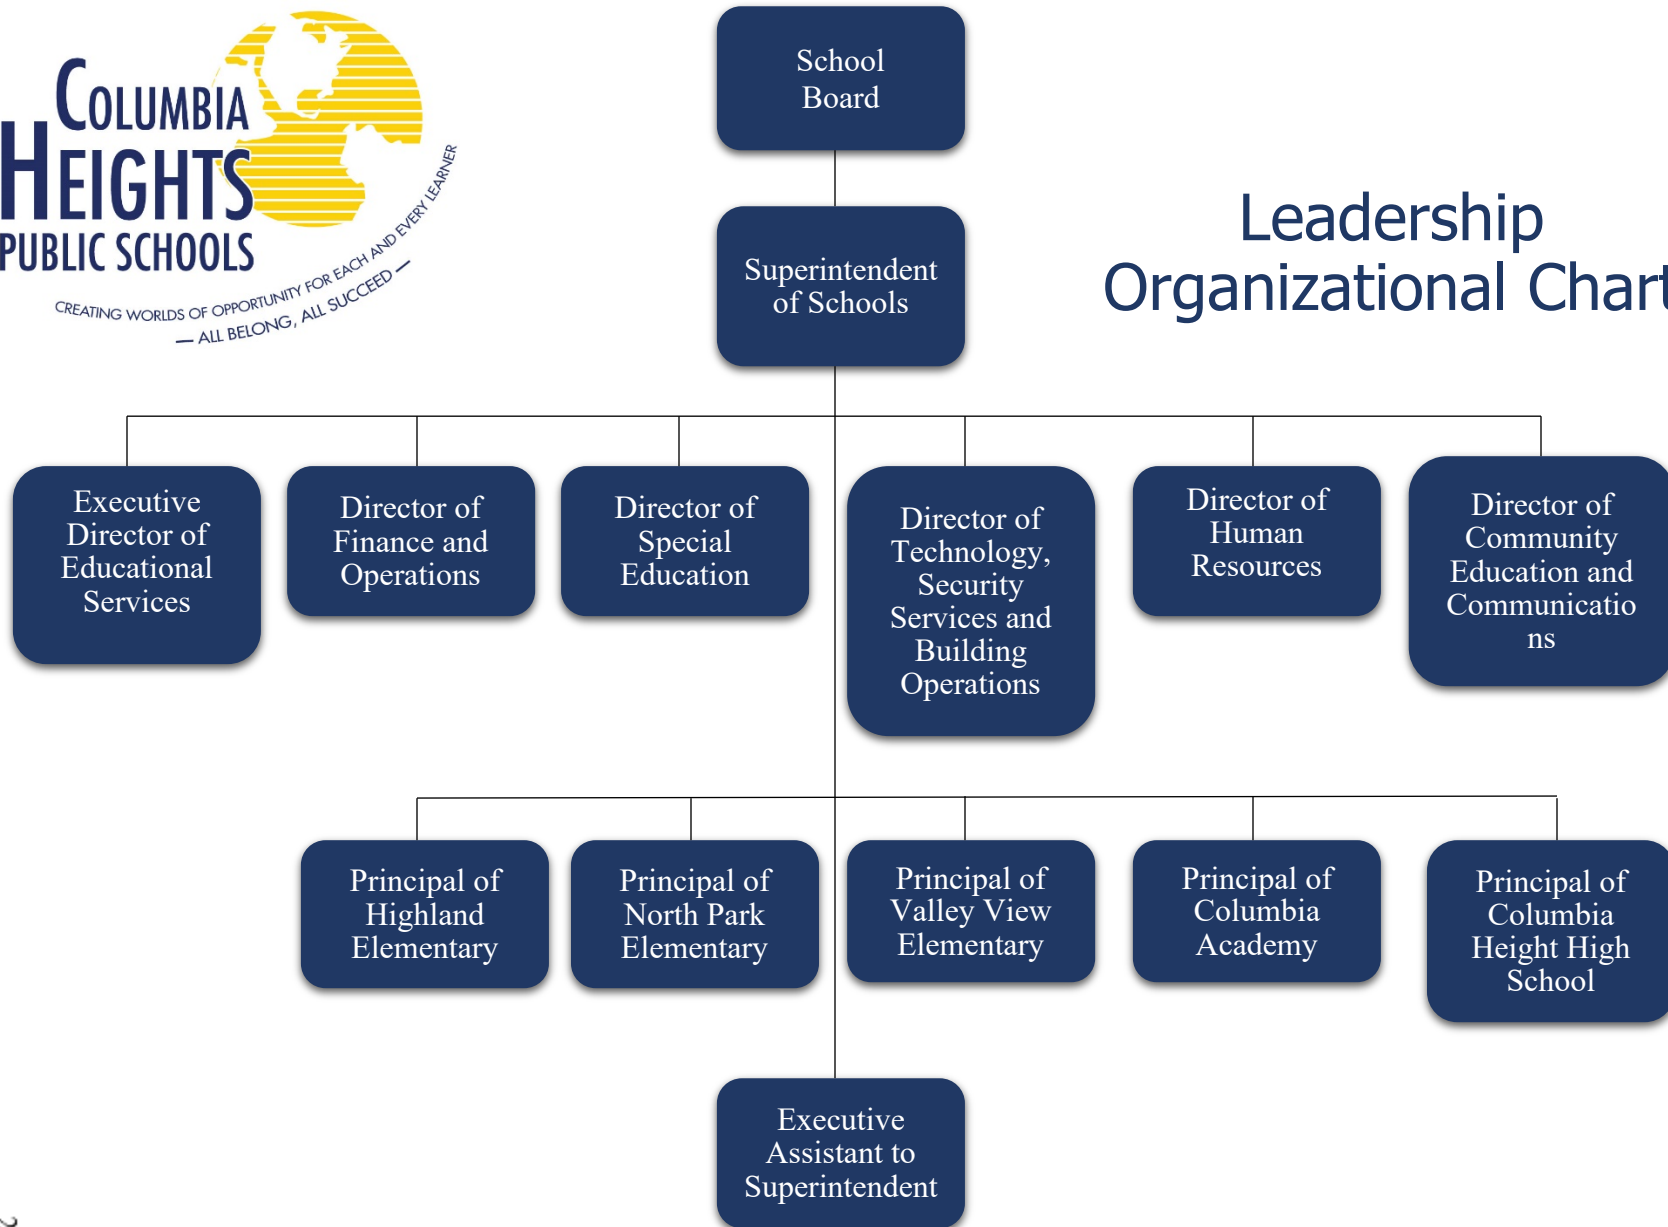 COLUMBIA
HEIGHTS
PUBLIC SCHOOLS
CREATING WORLDS OF OPPORTUNITY FOR EACH AND EVERY LEARNER
— ALL BELONG, ALL SUCCEED —
School
Board
Leadership
Organizational Chart
Superintendent
of Schools
Executive
Director of
Educational
Services
Director of
Finance and
Operations
Director of
Special
Education
Director of
Technology,
Security
Services and
Building
Operations
Director of
Human
Resources
Director of
Community
Education and
Communicatio
ns
Principal of
Highland
Elementary
Principal of
North Park
Elementary
Principal of
Valley View
Elementary
Principal of
Columbia
Academy
Principal of
Columbia
Height High
School
Executive
Assistant to
Superintendent